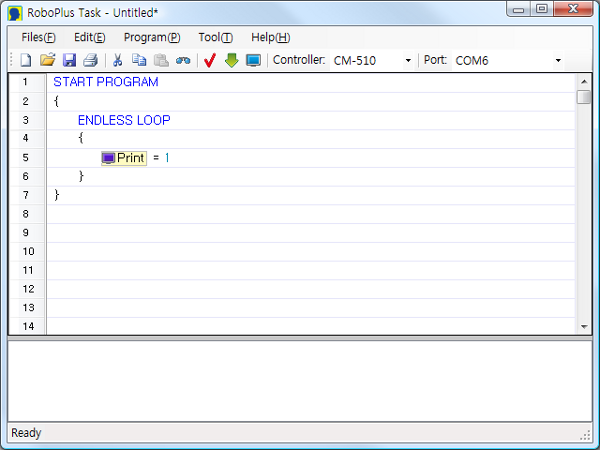 RoboPlus Task - Untitled*
Files(F) Edit(E) Program(P) Tool(T) Help(H)
Controller: CM-510 Port: COM6
1 START PROGRAM
2 {
3 ENDLESS LOOP
4 {
5 Print = 1
6 }
7 }
8
9
10
11
12
13
14
Ready